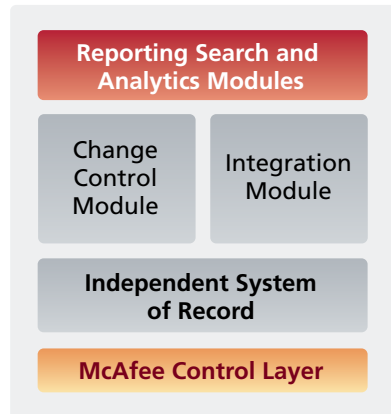 Reporting Search and
Analytics Modules
Change
Control
Module
Integration
Module
Independent System
of Record
McAfee Control Layer